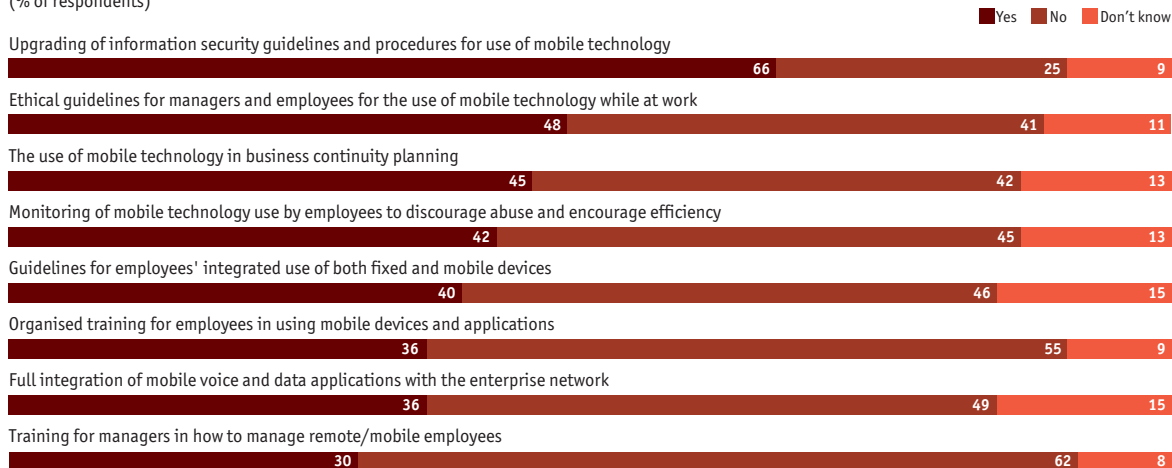 (% of respondents)
Yes No Don't know
Upgrading of information security guidelines and procedures for use of mobile technology
66 25 9
Ethical guidelines for managers and employees for the use of mobile technology while at work
48 41 11
The use of mobile technology in business continuity planning
45 42 13
Monitoring of mobile technology use by employees to discourage abuse and encourage efficiency
42 45 13
Guidelines for employees' integrated use of both fixed and mobile devices
40 46 15
Organised training for employees in using mobile devices and applications
36 55 9
Full integration of mobile voice and data applications with the enterprise network
36 49 15
Training for managers in how to manage remote/mobile employees
30 62 8